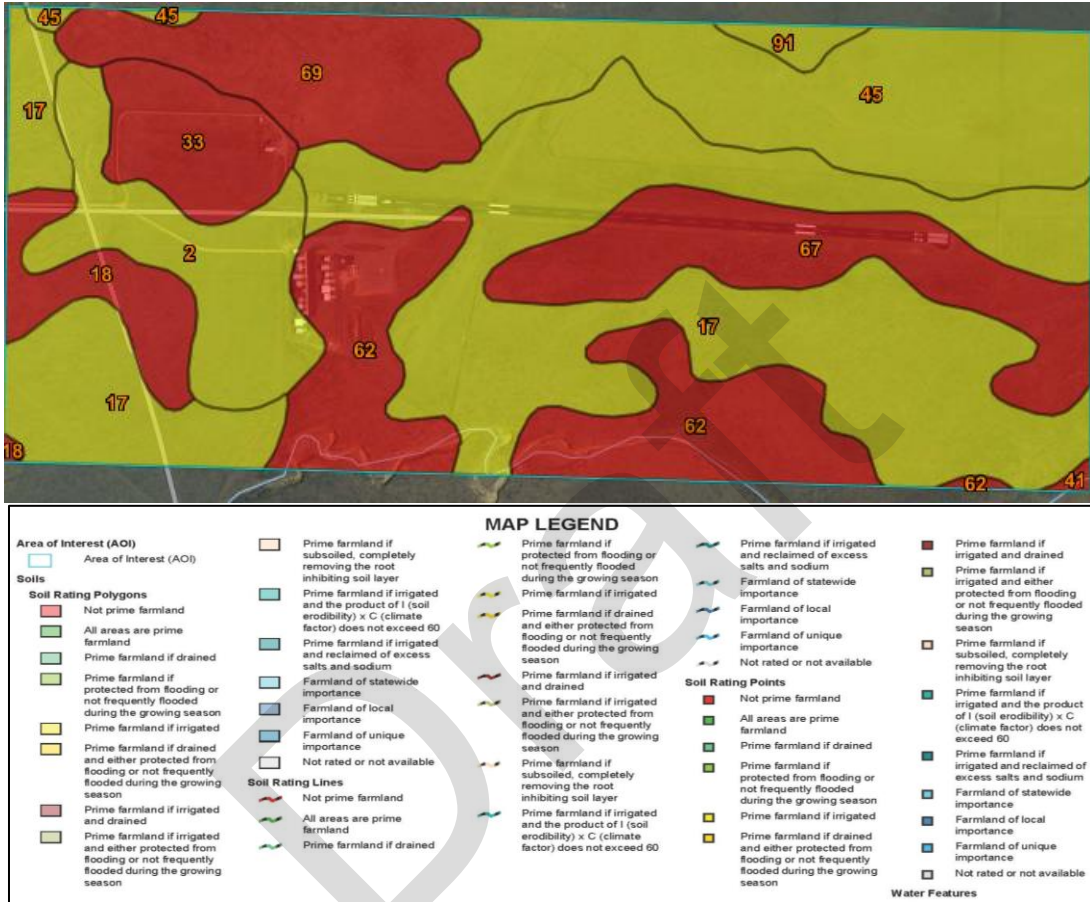 45
45
91
69
45
17
33
2
67
18
17
62
17
62
18
62
41
Draft
MAP LEGEND
Area of Interest (AOI)
Area of Interest (AOI)
Soils
Soil Rating Polygons
Not prime farmland
All areas are prime
farmland
Prime farmland if drained
Prime farmland if
protected from flooding or
not frequently flooded
during the growing season
Prime farmland if irrigated
Prime farmland if drained
and either protected from
flooding or not frequently
flooded during the growing
season
Prime farmland if irrigated
and drained
Prime farmland if irrigated
and either protected from
flooding or not frequently
flooded during the growing
season
Prime farmland if
subsoiled, completely
removing the root
inhibiting soil layer
Prime farmland if irrigated
and the product of I (soil
erodibility) x C (climate
factor) does not exceed 60
Prime farmland if irrigated
and reclaimed of excess
salts and sodium
Farmland of statewide
importance
Farmland of local
importance
Farmland of unique
importance
Not rated or not available
Soil Rating Lines
Not prime farmland
All areas are prime
farmland
Prime farmland if drained
Prime farmland if
protected from flooding or
not frequently flooded
during the growing season
Prime farmland if irrigated
Prime farmland if drained
and either protected from
flooding or not frequently
flooded during the growing
season
Prime farmland if irrigated
and drained
Prime farmland if irrigated
and either protected from
flooding or not frequently
flooded during the growing
season
Prime farmland if
subsoiled, completely
removing the root
inhibiting soil layer
Prime farmland if irrigated
and the product of I (soil
erodibility) x C (climate
factor) does not exceed 60
Prime farmland if irrigated
and reclaimed of excess
salts and sodium
Farmland of statewide
importance
Farmland of local
importance
Farmland of unique
importance
Not rated or not available
Soil Rating Points
Not prime farmland
All areas are prime
farmland
Prime farmland if drained
Prime farmland if
protected from flooding or
not frequently flooded
during the growing season
Prime farmland if irrigated
Prime farmland if drained
and either protected from
flooding or not frequently
flooded during the growing
season
Prime farmland if
irrigated and drained
Prime farmland if
irrigated and either
protected from flooding
or not frequently flooded
during the growing
season
Prime farmland if
subsoiled, completely
removing the root
inhibiting soil layer
Prime farmland if
irrigated and the product
of I (soil erodibility) x C
(climate factor) does not
exceed 60
Prime farmland if
irrigated and reclaimed of
excess salts and sodium
Farmland of statewide
importance
Farmland of local
importance
Farmland of unique
importance
Not rated or not available
Water Features